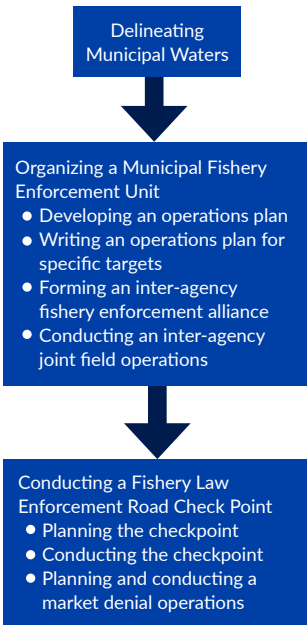 Delineating
Municipal Waters
Organizing a Municipal Fishery
Enforcement Unit
• Developing an operations plan
• Writing an operations plan for
specific targets
• Forming an inter-agency
fishery enforcement alliance
• Conducting an inter-agency
joint field operations
Conducting a Fishery Law
Enforcement Road Check Point
• Planning the checkpoint
• Conducting the checkpoint
• Planning and conducting a
market denial operations